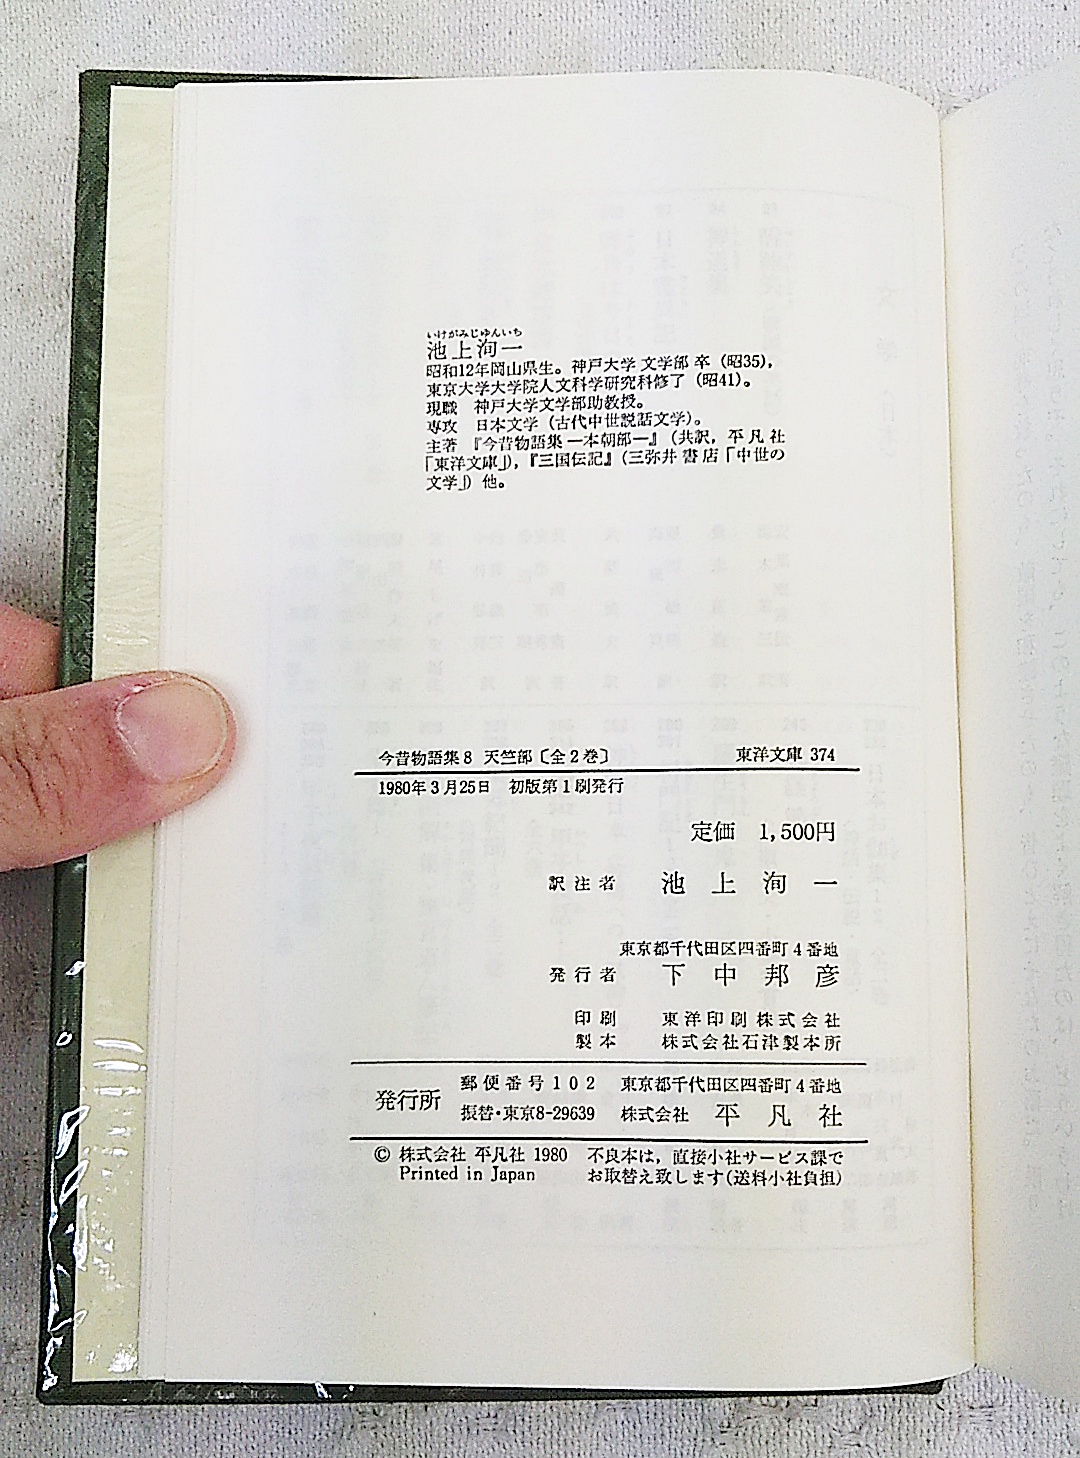 いけがみじゆんいち
池上洵一
昭和12年岡山県生。神戸大学 文学部 卒（昭35），
東京大学大学院人文科学研究科修了（昭41）。
現職　神戸大学文学部助教授。
専攻　日本文学（古代中世説話文学）。
主著　『今昔物語集―本朝部―』（共訳，平凡社
「東洋文庫」），『三国伝記』（三弥井書店「中世の
文学」）他。
今昔物語集8　天竺部〔全2巻〕　東洋文庫 374
1980年3月25日　初版第1刷発行
定価　1,500円
訳注者　池上洵一
東京都千代田区四番町4番地
発行者　下中邦彦
印刷　東洋印刷株式会社
製本　株式会社石津製本所
発行所
郵便番号102　東京都千代田区四番町4番地
振替・東京8-29639　株式会社　平凡社
© 株式会社 平凡社 1980　不良本は，直接小社サービス課で
Printed in Japan　お取替え致します（送料小社負担）